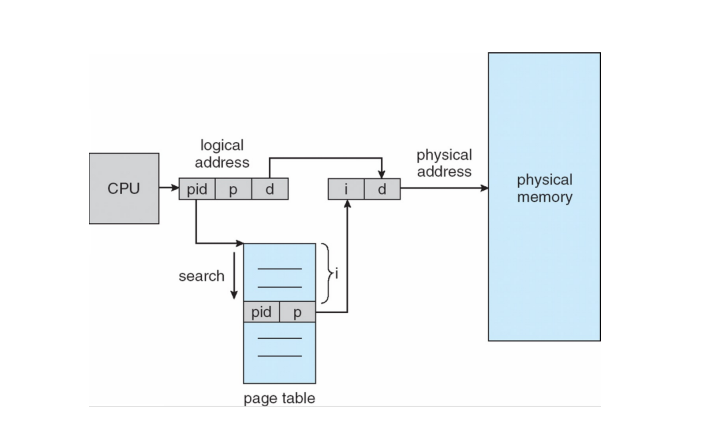 logical
address
physical
address
CPU
pid p d
i d
physical
memory
search
i
pid p
page table